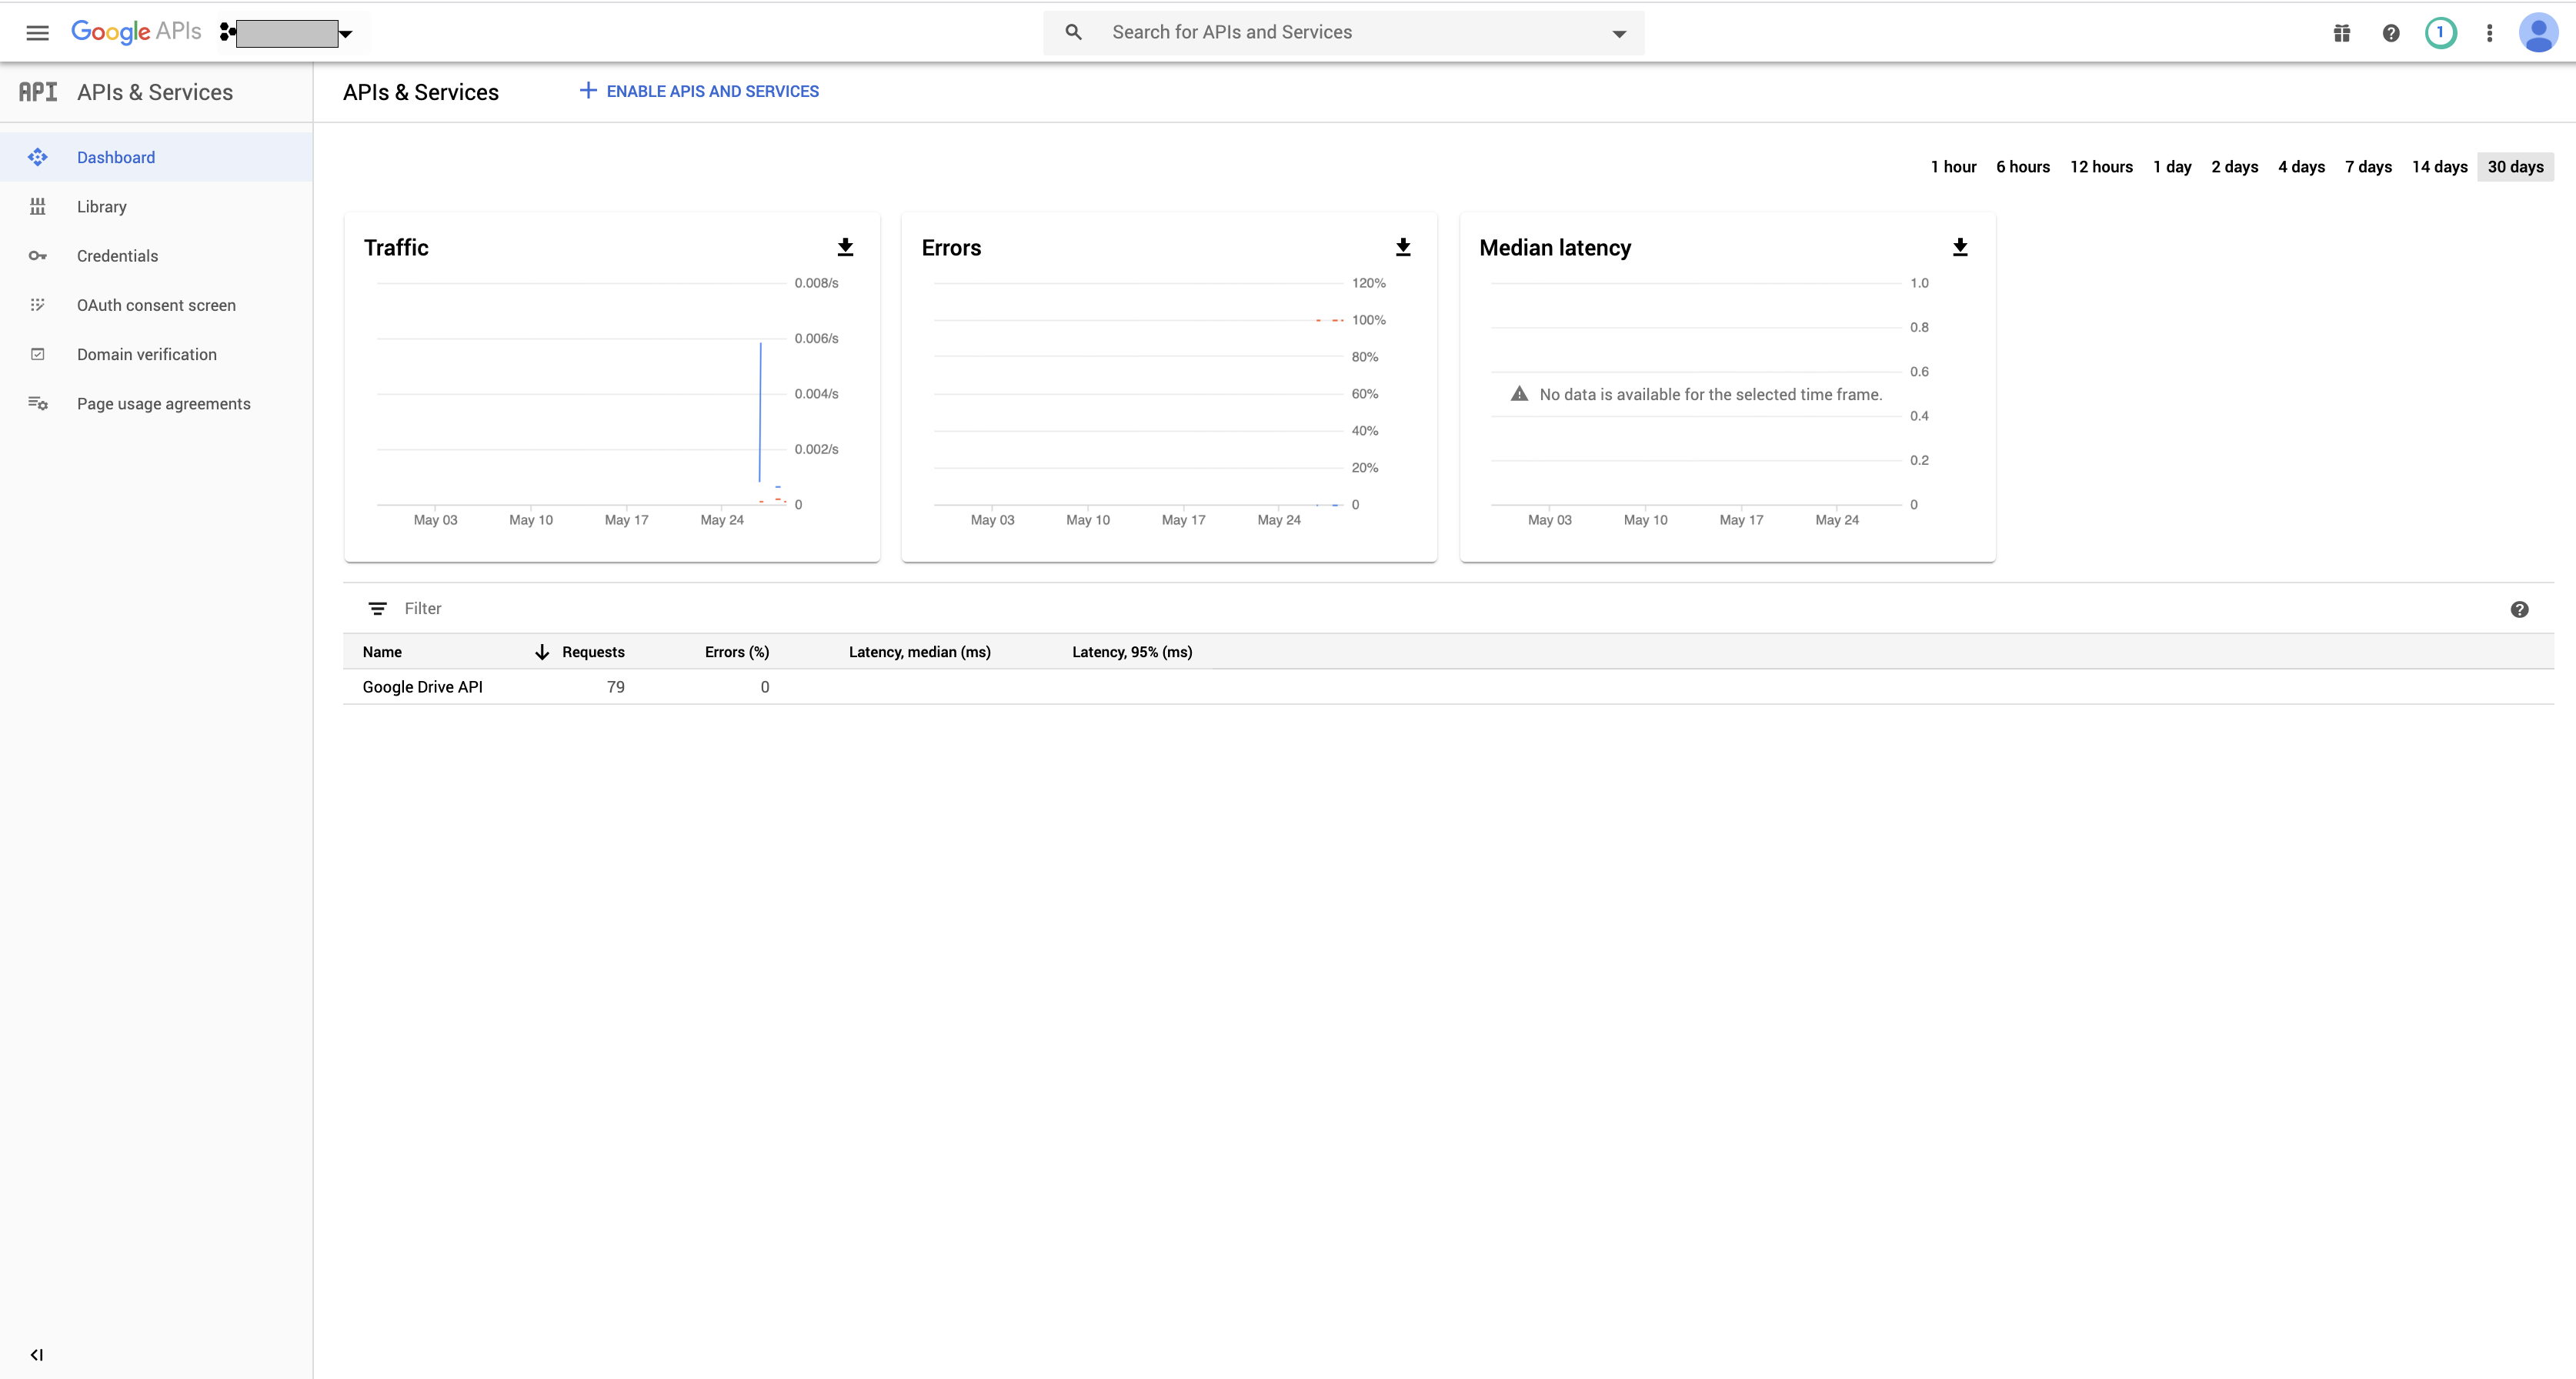 Google APIs
Search for APIs and Services
1
API APIs & Services
APIs & Services
ENABLE APIS AND SERVICES
Dashboard
Library
Credentials
OAuth consent screen
Domain verification
Page usage agreements
1 hour 6 hours 12 hours 1 day 2 days 4 days 7 days 14 days 30 days
Traffic
0.008/s
0.006/s
0.004/s
0.002/s
0
May 03 May 10 May 17 May 24
Errors
120%
100%
80%
60%
40%
20%
0
May 03 May 10 May 17 May 24
Median latency
1.0
0.8
0.6
No data is available for the selected time frame.
0.4
0.2
0
May 03 May 10 May 17 May 24
Filter
Name Requests Errors (%) Latency, median (ms) Latency, 95% (ms)
Google Drive API 79 0